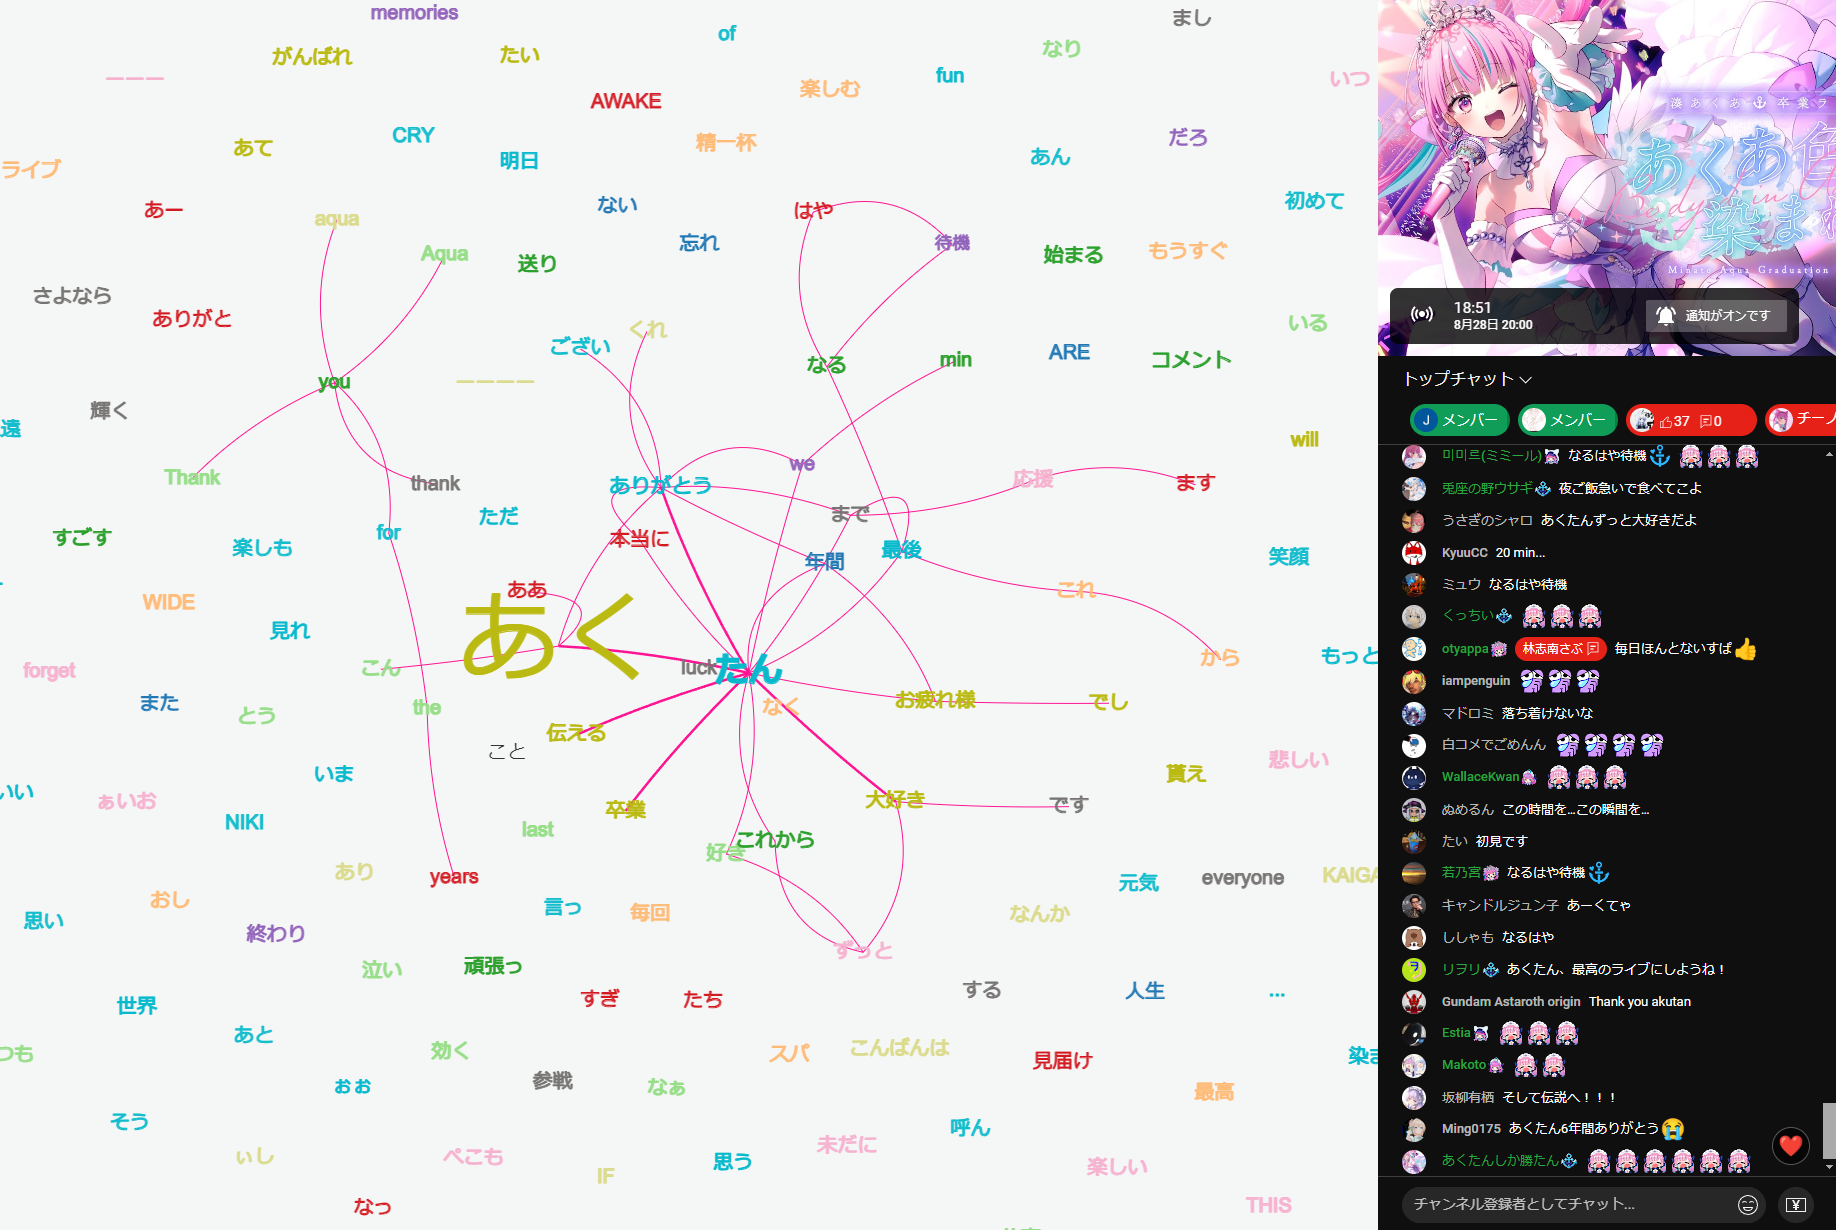 memories
まし
of
なり
がんばれ
たい
ーーー
fun
いつ
楽しむ
AWAKE
CRY
精一杯
だろ
あて
明日
あん
ライブ
初めて
ない
あー
はや
aqua
忘れ
待機
Aqua
送り
始まる
もうすぐ
さよなら
ありがと
いる
くれ
ござい
なる
min
ARE
コメント
you
ーーーー
輝く
遠
will
we
Thank
thank
ありがとう
応援
ます
まで
ただ
すごす
for
本当に
楽しも
最後
年間
笑顔
ああ
これ
WIDE
あく
見れ
forget
こん
luck
たん
から
もっと
また
the
とう
なく
お疲れ様
でし
伝える
こと
いま
悲しい
貰え
いい
ぁいお
卒業
大好き
です
NIKI
last
これから
好き
あり
years
元気
everyone
KAIGA
おし
思い
言っ
毎回
なんか
終わり
ずっと
泣い
頑張っ
すぎ
たち
する
人生
...
世界
あと
つも
効く
スパ
こんばんは
見届け
染ま
ぉぉ
参戦
なぁ
最高
そう
呼ん
未だに
ぃし
ぺこも
思う
楽しい
IF
なっ
THIS
湊あくあ卒業ラ
あくあ色
染まれ
Minato Aqua Graduation
18:51
8月28日 20:00
通知がオンです
トップチャット
J メンバー
メンバー
37 0
チーノ
미미르(ミミール) なるはや待機
兎座の野ウサギ 夜ご飯急いで食べてこよ
うさぎのシャロ あくたんずっと大好きだよ
KyuuCC 20 min...
ミュウ なるはや待機
くっちい
otyappa 林志南さぶ 毎日ほんとないすぱ
iampenguin
マドロミ 落ち着けないな
白コメでごめんん
WallaceKwan
ぬめるん この時間を…この瞬間を…
たい 初見です
若乃宮 なるはや待機
キャンドルジュン子 あーくてゃ
ししゃも なるはや
リヲリ あくたん、最高のライブにしようね！
Gundam Astaroth origin Thank you akutan
Estia
Makoto
坂柳有栖 そして伝説へ！！！
Ming0175 あくたん6年間ありがとう
あくたんしか勝たん
チャンネル登録者としてチャット...